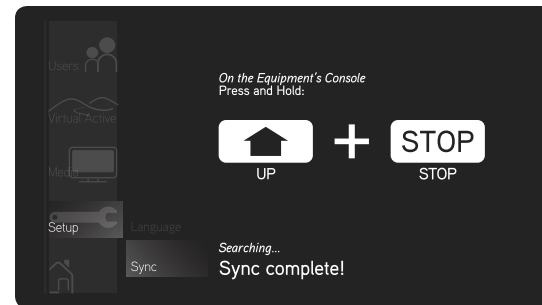 Users
Virtual Active
Media
Setup
Language
Sync
On the Equipment's Console
Press and Hold:
STOP
UP
STOP
Searching...
Sync complete!